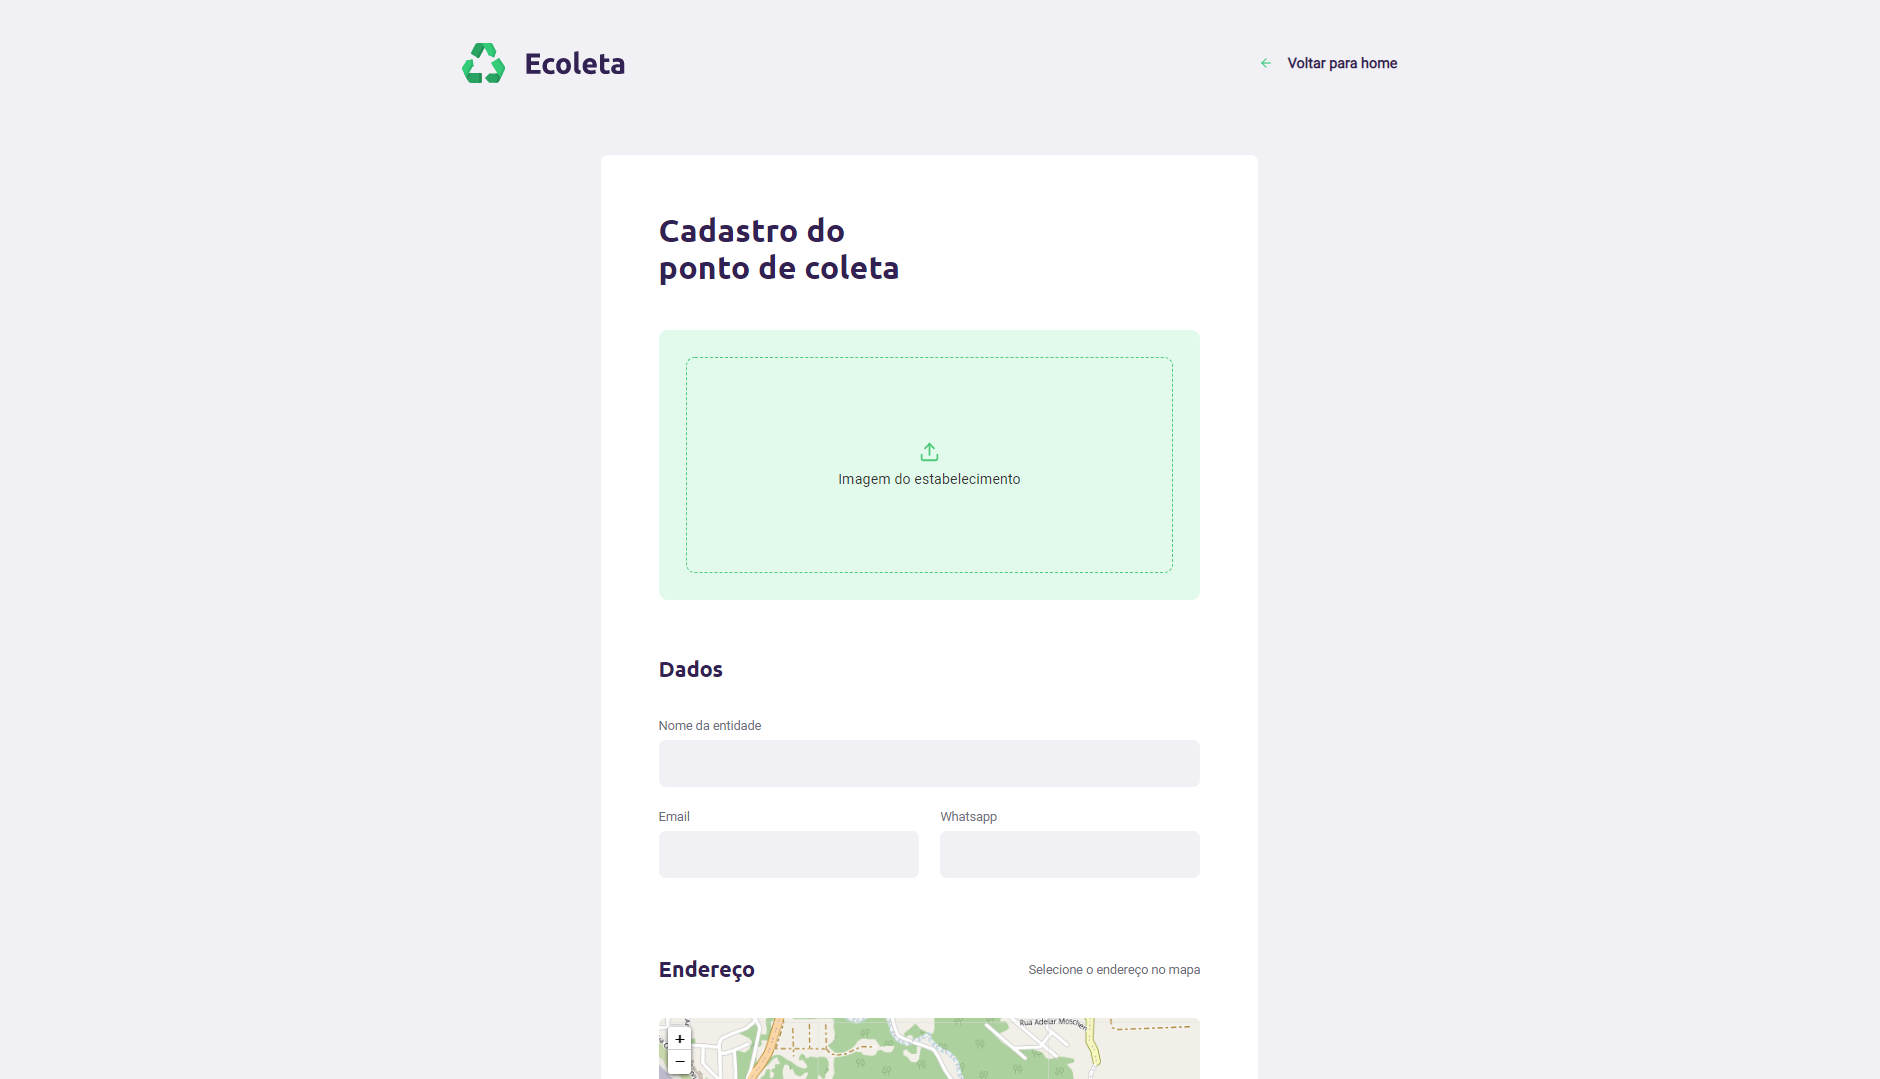 Ecoleta
Voltar para home
Cadastro do
ponto de coleta
Imagem do estabelecimento
Dados
Nome da entidade
Email
Whatsapp
Endereço
Selecione o endereço no mapa
Rua Adelar Moschen
+
−